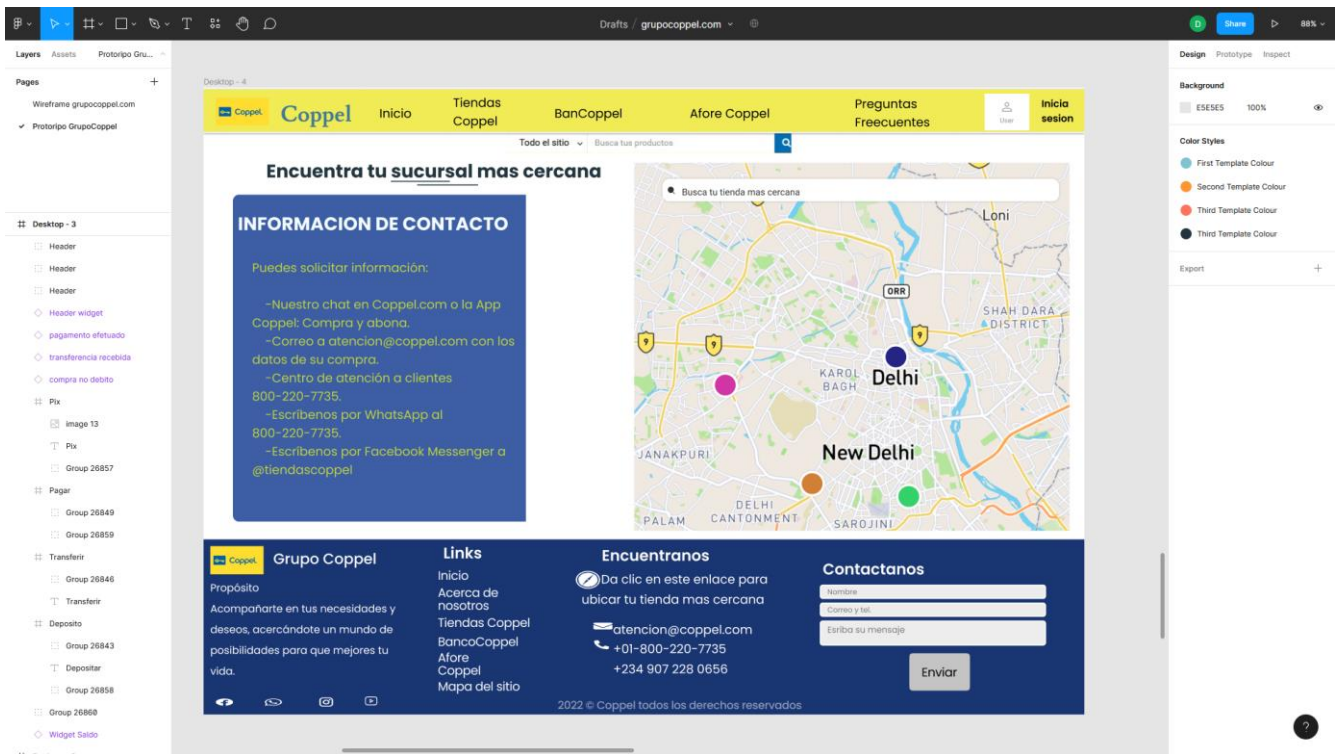 Drafts / grupocoppel.com
D
Share
88%
Layers
Assets
Protoripo Gru...
Pages
Wireframe grupocoppel.com
Protoripo GrupoCoppel
Desktop - 3
Header
Header
Header
Header widget
pagamento efetuado
transferencia recebida
compra no debito
Pix
image 13
Pix
Group 26857
Pagar
Group 26849
Group 26859
Transferir
Group 26846
Transferir
Deposito
Group 26843
Depositar
Group 26858
Group 26860
Widget Saldo
Desktop - 4
Coppel.
Coppel
Inicio
Tiendas
Coppel
BanCoppel
Afore Coppel
Preguntas
Freecuentes
User
Inicia
sesion
Todo el sitio
Busca tus productos
Encuentra tu sucursal mas cercana
INFORMACION DE CONTACTO
Puedes solicitar información:
-Nuestro chat en Coppel.com o la App
Coppel: Compra y abona.
-Correo a atencion@coppel.com con los
datos de su compra.
-Centro de atención a clientes
800-220-7735.
-Escríbenos por WhatsApp al
800-220-7735.
-Escríbenos por Facebook Messenger a
@tiendascoppel
Busca tu tienda mas cercana
Loni
ORR
SHAH DARA
DISTRICT
9
9
9
KAROL
BAGH
Delhi
JANAKPURI
New Delhi
DELHI
CANTONMENT
PALAM
SAROJINI
Coppel.
Grupo Coppel
Propósito
Acompañarte en tus necesidades y
deseos, acercándote un mundo de
posibilidades para que mejores tu
vida.
Links
Inicio
Acerca de
nosotros
Tiendas Coppel
BancoCoppel
Afore
Coppel
Mapa del sitio
Encuentranos
Da clic en este enlace para
ubicar tu tienda mas cercana
atencion@coppel.com
+01-800-220-7735
+234 907 228 0656
2022 © Coppel todos los derechos reservados
Contactanos
Nombre
Correo y tel.
Esriba su mensaje
Enviar
Design
Prototype
Inspect
Background
E5E5E5
100%
Color Styles
First Template Colour
Second Template Colour
Third Template Colour
Third Template Colour
Export
?